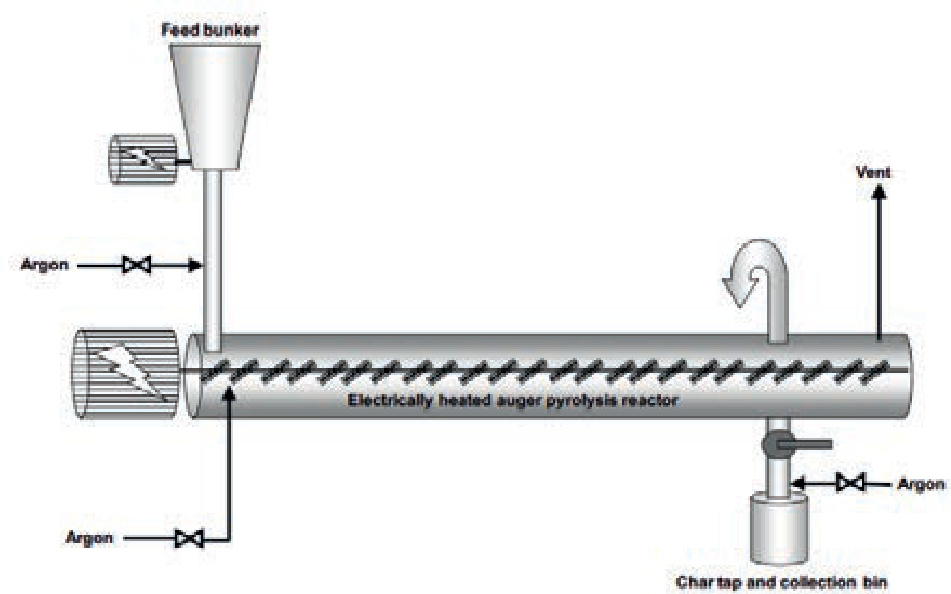 Feed bunker
Vent
Argon
Electrically heated auger pyrolysis reactor
Argon
Argon
Char tap and collection bin